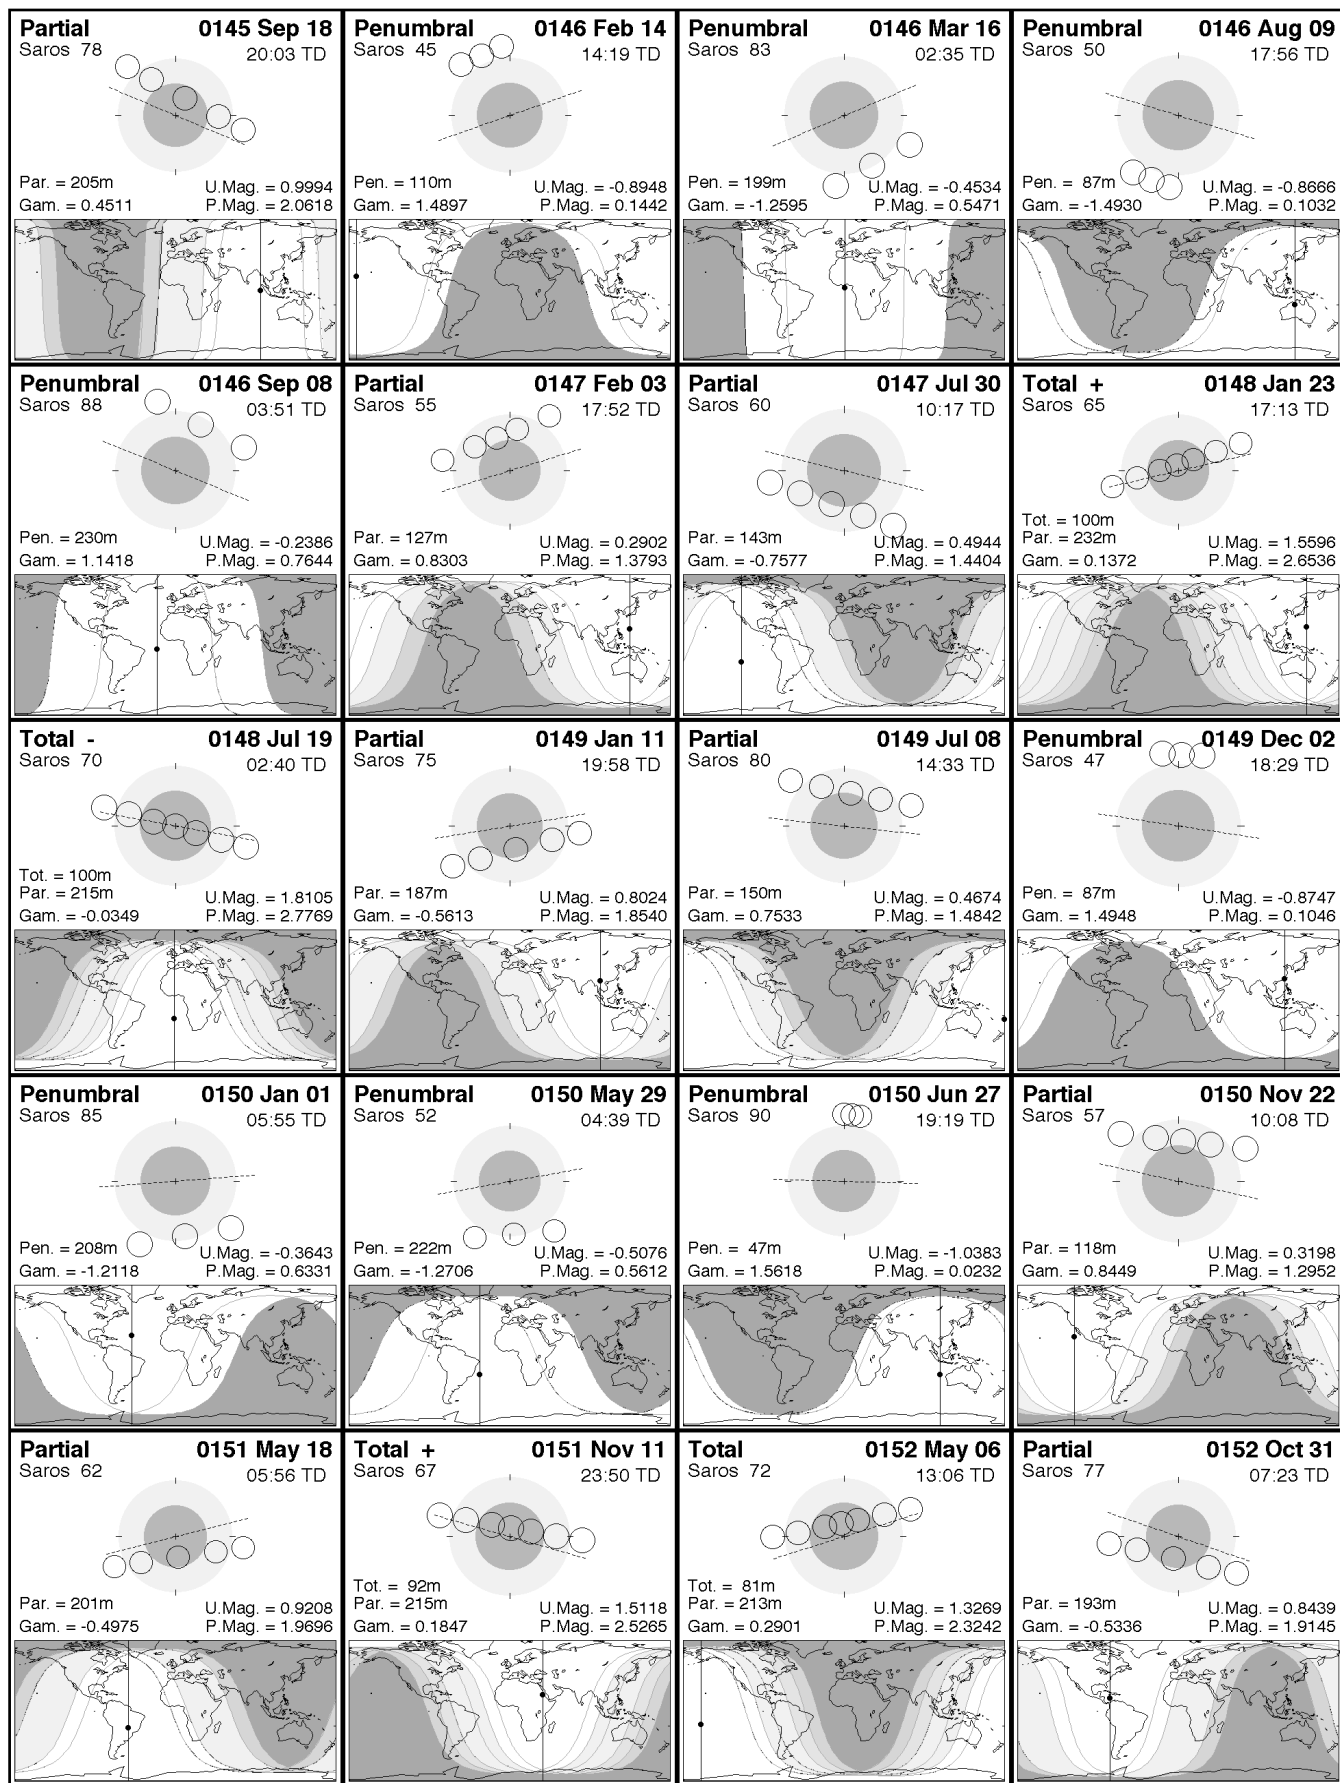 Partial 0145 Sep 18
Saros 78 20:03 TD
Par. = 205m U.Mag. = 0.9994
Gam. = 0.4511 P.Mag. = 2.0618
Penumbral 0146 Feb 14
Saros 45 14:19 TD
Pen. = 110m U.Mag. = -0.8948
Gam. = 1.4897 P.Mag. = 0.1442
Penumbral 0146 Mar 16
Saros 83 02:35 TD
Pen. = 199m U.Mag. = -0.4534
Gam. = -1.2595 P.Mag. = 0.5471
Penumbral 0146 Aug 09
Saros 50 17:56 TD
Pen. = 87m U.Mag. = -0.8666
Gam. = -1.4930 P.Mag. = 0.1032
Penumbral 0146 Sep 08
Saros 88 03:51 TD
Pen. = 230m U.Mag. = -0.2386
Gam. = 1.1418 P.Mag. = 0.7644
Partial 0147 Feb 03
Saros 55 17:52 TD
Par. = 127m U.Mag. = 0.2902
Gam. = 0.8303 P.Mag. = 1.3793
Partial 0147 Jul 30
Saros 60 10:17 TD
Par. = 143m U.Mag. = 0.4944
Gam. = -0.7577 P.Mag. = 1.4404
Total + 0148 Jan 23
Saros 65 17:13 TD
Tot. = 100m
Par. = 232m U.Mag. = 1.5596
Gam. = 0.1372 P.Mag. = 2.6536
Total - 0148 Jul 19
Saros 70 02:40 TD
Tot. = 100m
Par. = 215m U.Mag. = 1.8105
Gam. = -0.0349 P.Mag. = 2.7769
Partial 0149 Jan 11
Saros 75 19:58 TD
Par. = 187m U.Mag. = 0.8024
Gam. = -0.5613 P.Mag. = 1.8540
Partial 0149 Jul 08
Saros 80 14:33 TD
Par. = 150m U.Mag. = 0.4674
Gam. = 0.7533 P.Mag. = 1.4842
Penumbral 0149 Dec 02
Saros 47 18:29 TD
Pen. = 87m U.Mag. = -0.8747
Gam. = 1.4948 P.Mag. = 0.1046
Penumbral 0150 Jan 01
Saros 85 05:55 TD
Pen. = 208m U.Mag. = -0.3643
Gam. = -1.2118 P.Mag. = 0.6331
Penumbral 0150 May 29
Saros 52 04:39 TD
Pen. = 222m U.Mag. = -0.5076
Gam. = -1.2706 P.Mag. = 0.5612
Penumbral 0150 Jun 27
Saros 90 19:19 TD
Pen. = 47m U.Mag. = -1.0383
Gam. = 1.5618 P.Mag. = 0.0232
Partial 0150 Nov 22
Saros 57 10:08 TD
Par. = 118m U.Mag. = 0.3198
Gam. = 0.8449 P.Mag. = 1.2952
Partial 0151 May 18
Saros 62 05:56 TD
Par. = 201m U.Mag. = 0.9208
Gam. = -0.4975 P.Mag. = 1.9696
Total + 0151 Nov 11
Saros 67 23:50 TD
Tot. = 92m
Par. = 215m U.Mag. = 1.5118
Gam. = 0.1847 P.Mag. = 2.5265
Total 0152 May 06
Saros 72 13:06 TD
Tot. = 81m
Par. = 213m U.Mag. = 1.3269
Gam. = 0.2901 P.Mag. = 2.3242
Partial 0152 Oct 31
Saros 77 07:23 TD
Par. = 193m U.Mag. = 0.8439
Gam. = -0.5336 P.Mag. = 1.9145